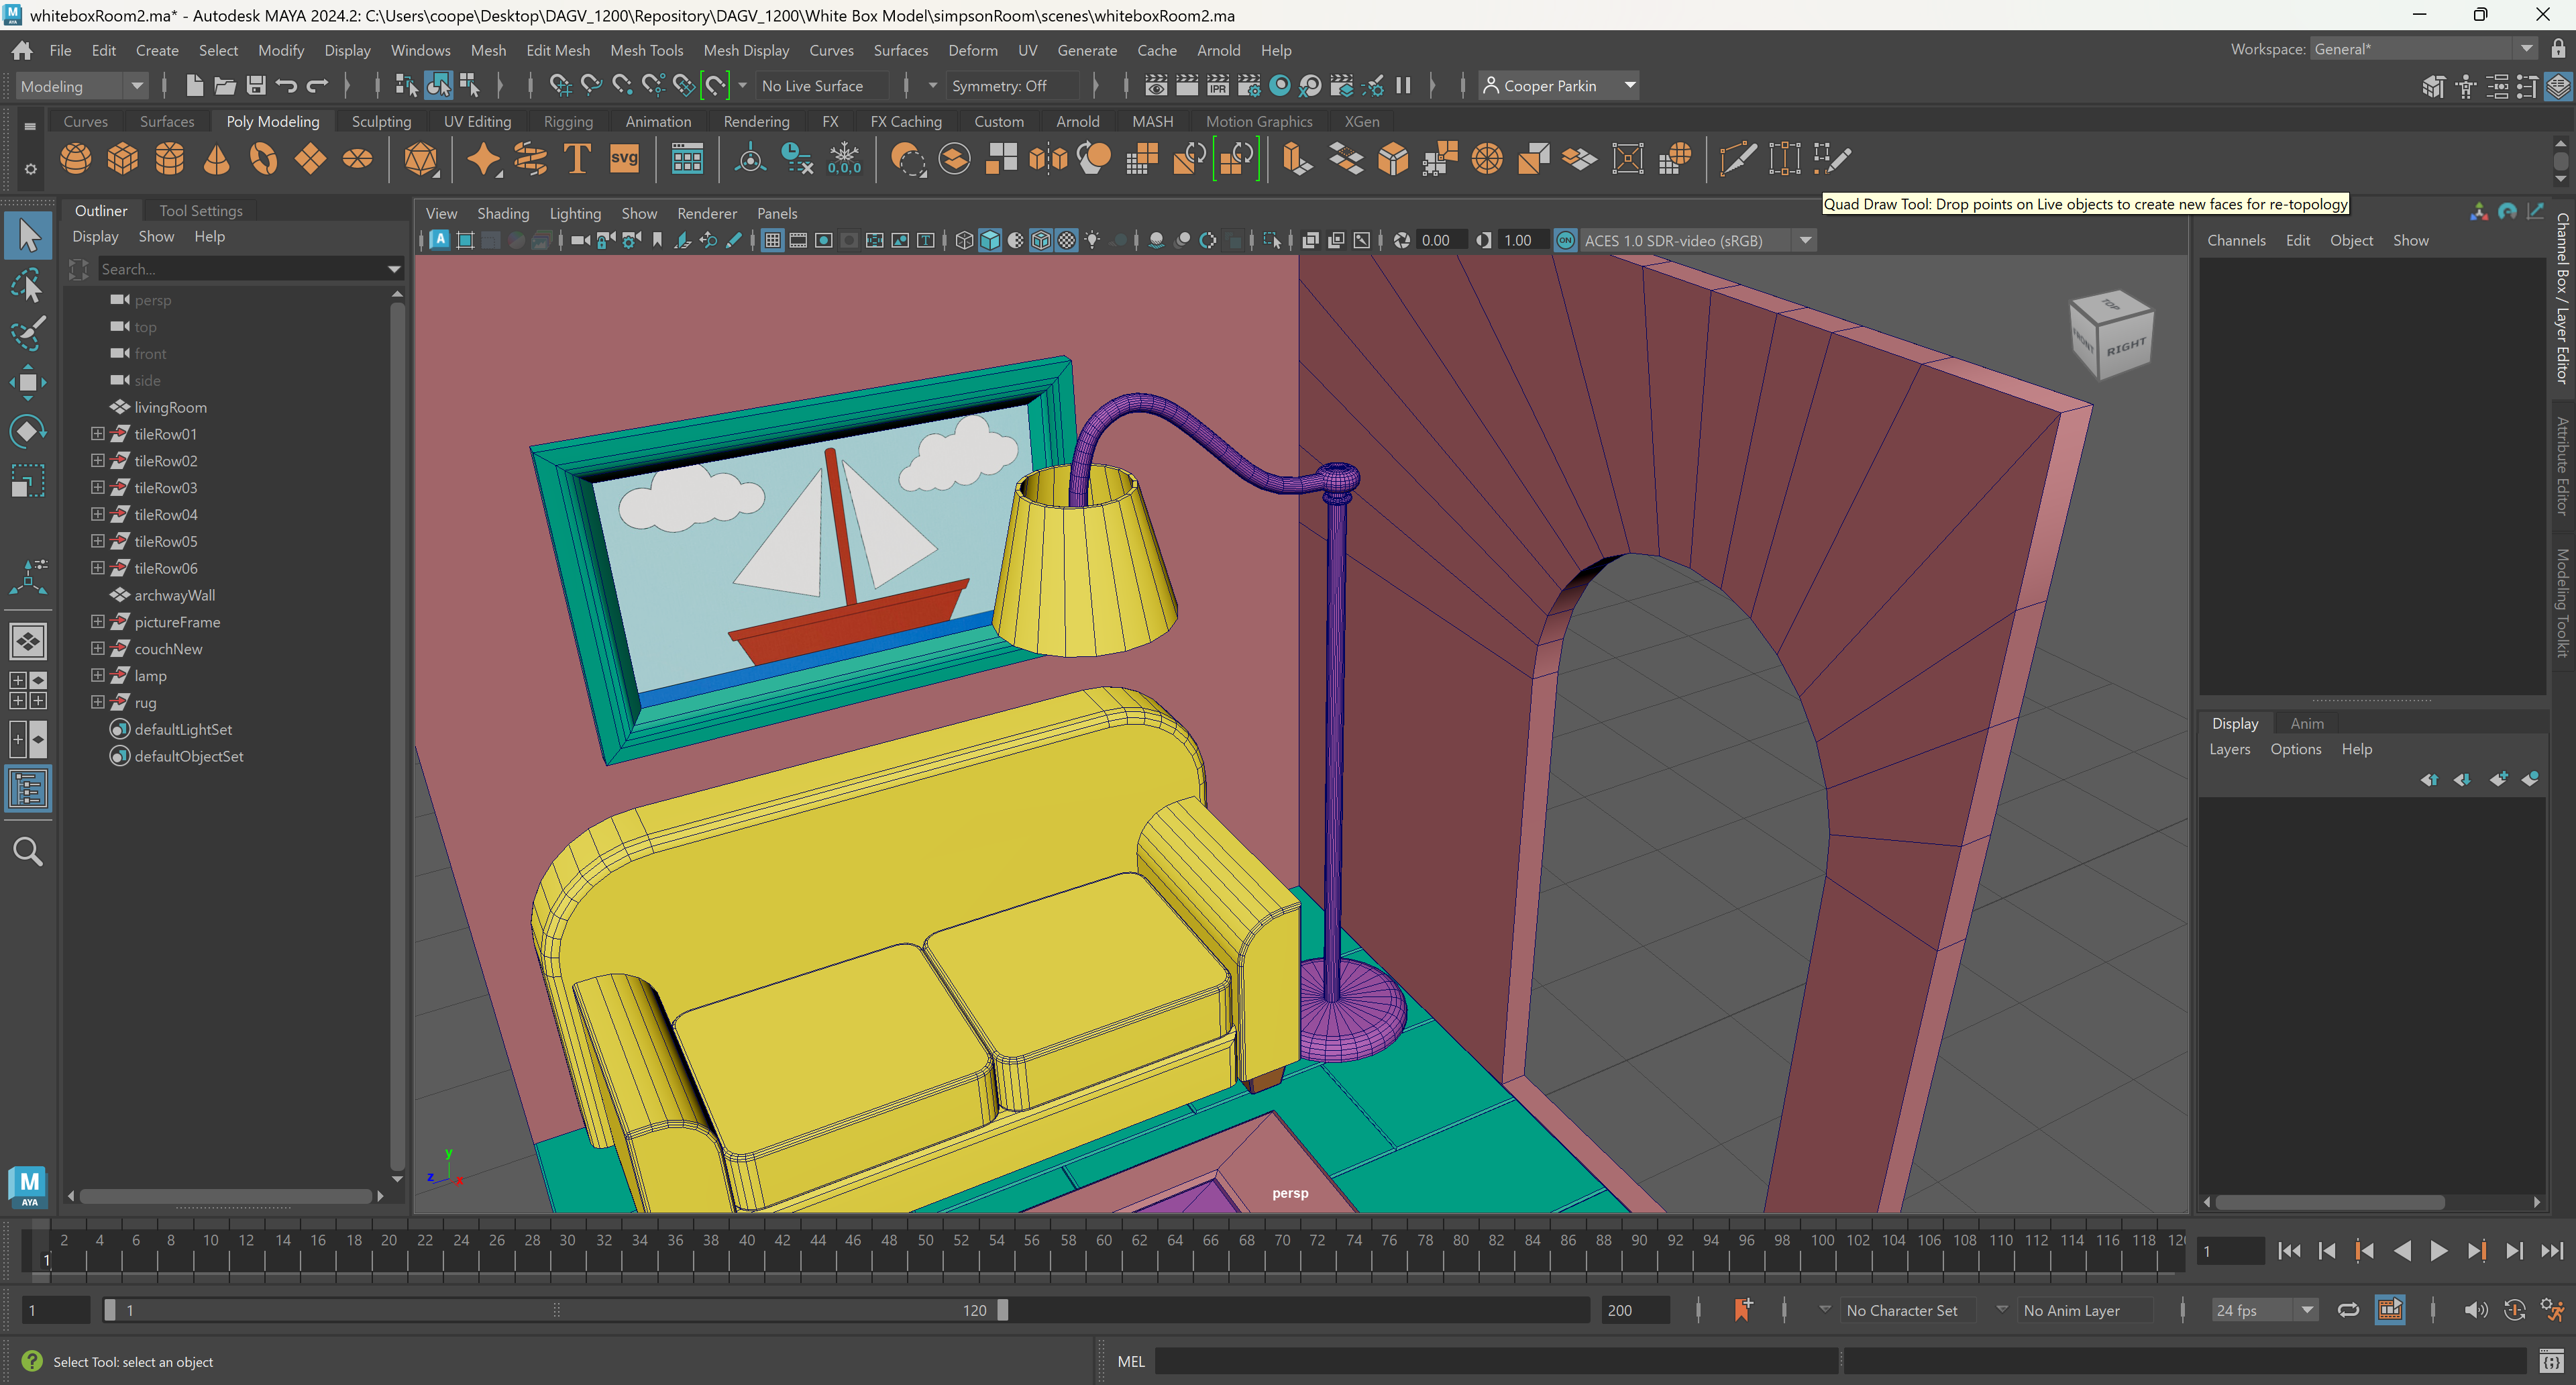 whiteboxRoom2.ma* - Autodesk MAYA 2024.2: C:\Users\coope\Desktop\DAGV_1200\Repository\DAGV_1200\White Box Model\simpsonRoom\scenes\whiteboxRoom2.ma
File Edit Create Select Modify Display Windows Mesh Edit Mesh Mesh Tools Mesh Display Curves Surfaces Deform UV Generate Cache Arnold Help
Workspace: General*
Modeling
No Live Surface
Symmetry: Off
IPR
Cooper Parkin
Curves Surfaces Poly Modeling Sculpting UV Editing Rigging Animation Rendering FX FX Caching Custom Arnold MASH Motion Graphics XGen
T
svg
0,0,0
Quad Draw Tool: Drop points on Live objects to create new faces for re-topology
Outliner Tool Settings
Display Show Help
Search...
persp
top
front
side
livingRoom
tileRow01
tileRow02
tileRow03
tileRow04
tileRow05
tileRow06
archwayWall
pictureFrame
couchNew
lamp
rug
defaultLightSet
defaultObjectSet
View Shading Lighting Show Renderer Panels
0.00
1.00
ON
ACES 1.0 SDR-video (sRGB)
TOP
FRONT
RIGHT
y
z
x
persp
Channels Edit Object Show
Channel Box / Layer Editor
Attribute Editor
Modeling Toolkit
Display Anim
Layers Options Help
M
AYA
1 2 4 6 8 10 12 14 16 18 20 22 24 26 28 30 32 34 36 38 40 42 44 46 48 50 52 54 56 58 60 62 64 66 68 70 72 74 76 78 80 82 84 86 88 90 92 94 96 98 100 102 104 106 108 110 112 114 116 118
1
1
1
120
200
No Character Set
No Anim Layer
24 fps
Select Tool: select an object
MEL